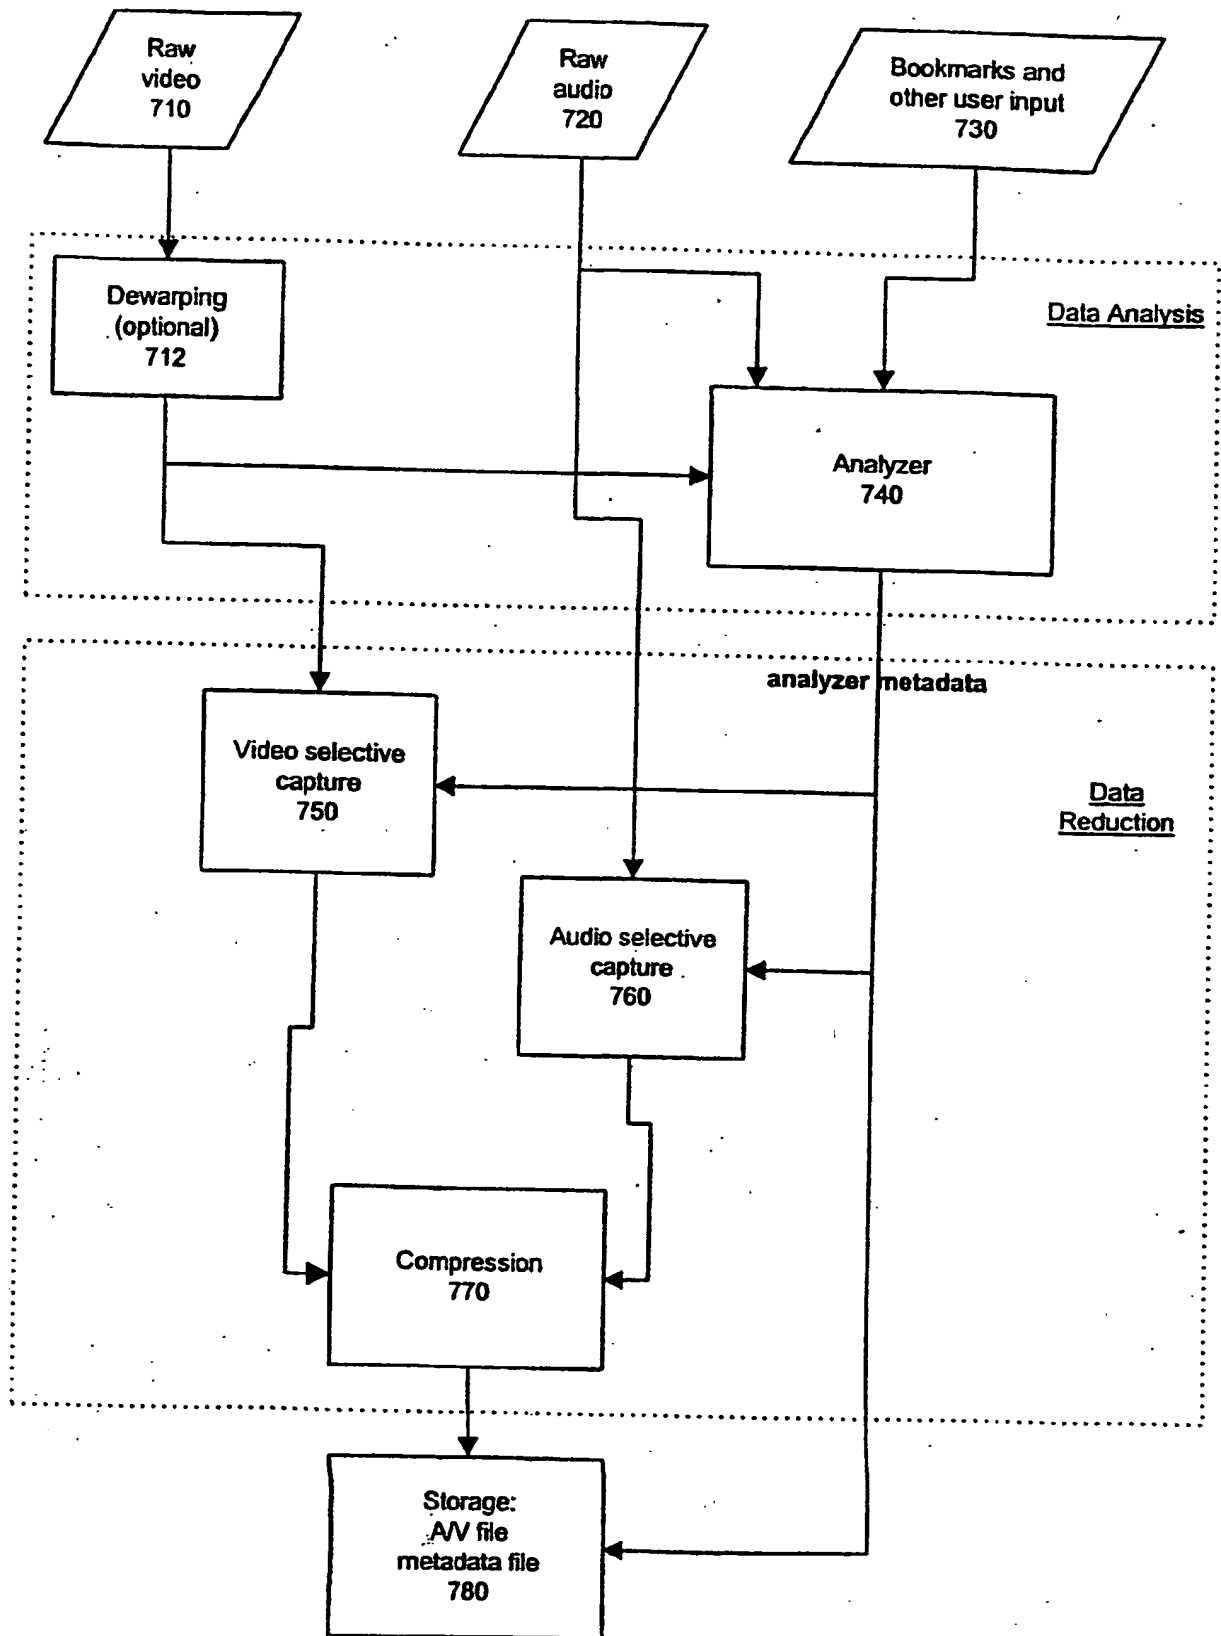 Raw
video
710
Raw
audio
720
Bookmarks and
other user input
730
Dewarping
(optional)
712
Data Analysis
Analyzer
740
analyzer metadata
Video selective
capture
750
Data
Reduction
Audio selective
capture
760
Compression
770
Storage:
A/V file
metadata file
780